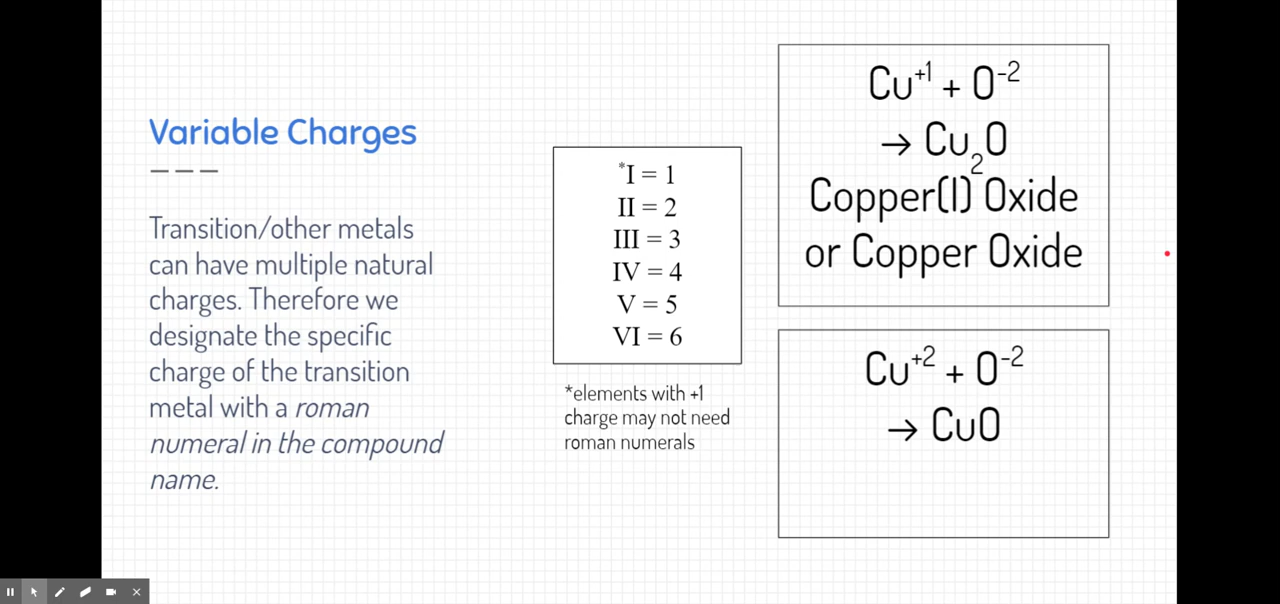 Variable Charges
Transition/other metals
can have multiple natural
charges. Therefore we
designate the specific
charge of the transition
metal with a roman
numeral in the compound
name.
*I = 1
II = 2
III = 3
IV = 4
V = 5
VI = 6
*elements with +1
charge may not need
roman numerals
Cu⁺¹ + O⁻²
→ Cu₂O
Copper(I) Oxide
or Copper Oxide
Cu⁺² + O⁻²
→ CuO